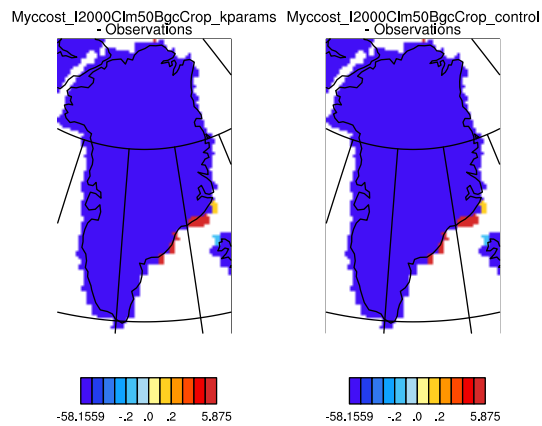 Myccost_I2000Clm50BgcCrop_kparams
- Observations
Myccost_I2000Clm50BgcCrop_control
- Observations
-58.1559 -.2 .0 .2 5.875
-58.1559 -.2 .0 .2 5.875